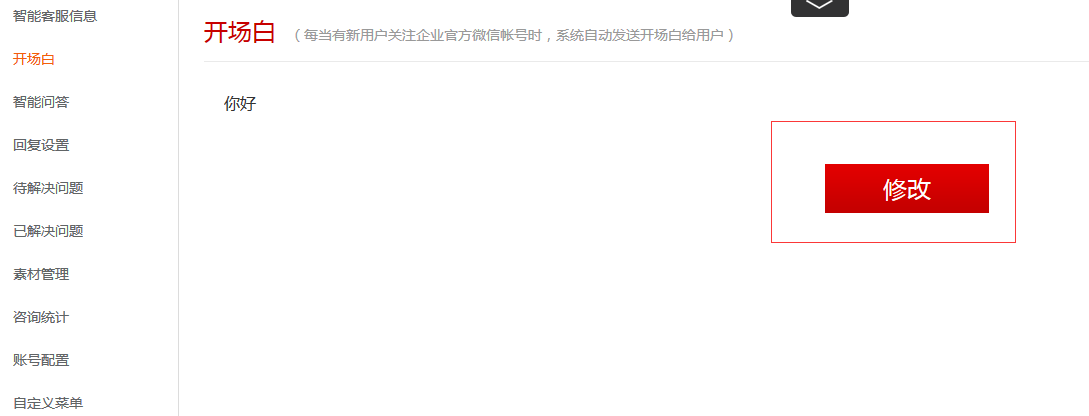 智能客服信息
开场白
智能问答
回复设置
待解决问题
已解决问题
素材管理
咨询统计
账号配置
自定义菜单
开场白 （每当有新用户关注企业官方微信帐号时，系统自动发送开场白给用户）
你好
修改